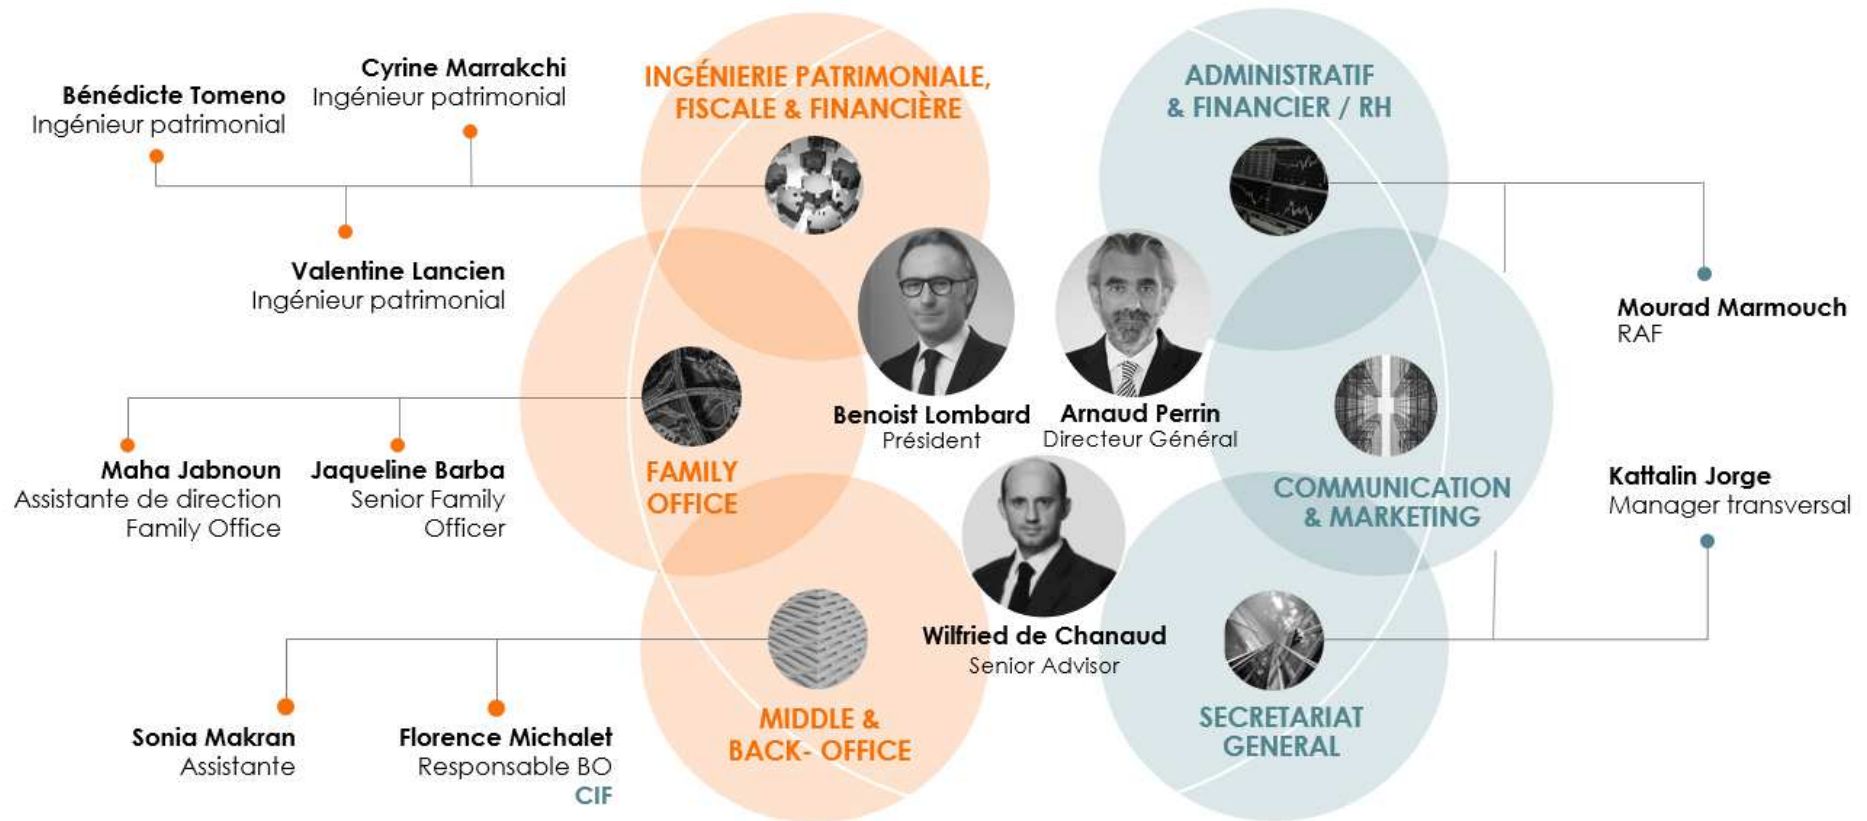 Cyrine Marrakchi
Ingénieur patrimonial
Bénédicte Tomeno
Ingénieur patrimonial
Valentine Lancien
Ingénieur patrimonial
INGÉNIERIE PATRIMONIALE,
FISCALE & FINANCIÈRE
ADMINISTRATIF
& FINANCIER / RH
Mourad Marmouch
RAF
Benoist Lombard
Président
Arnaud Perrin
Directeur Général
Maha Jabnoun
Assistante de direction
Family Office
Jaqueline Barba
Senior Family
Officer
FAMILY
OFFICE
COMMUNICATION
& MARKETING
Kattalin Jorge
Manager transversal
Wilfried de Chanaud
Senior Advisor
Sonia Makran
Assistante
Florence Michalet
Responsable BO
CIF
MIDDLE &
BACK- OFFICE
SECRETARIAT
GENERAL